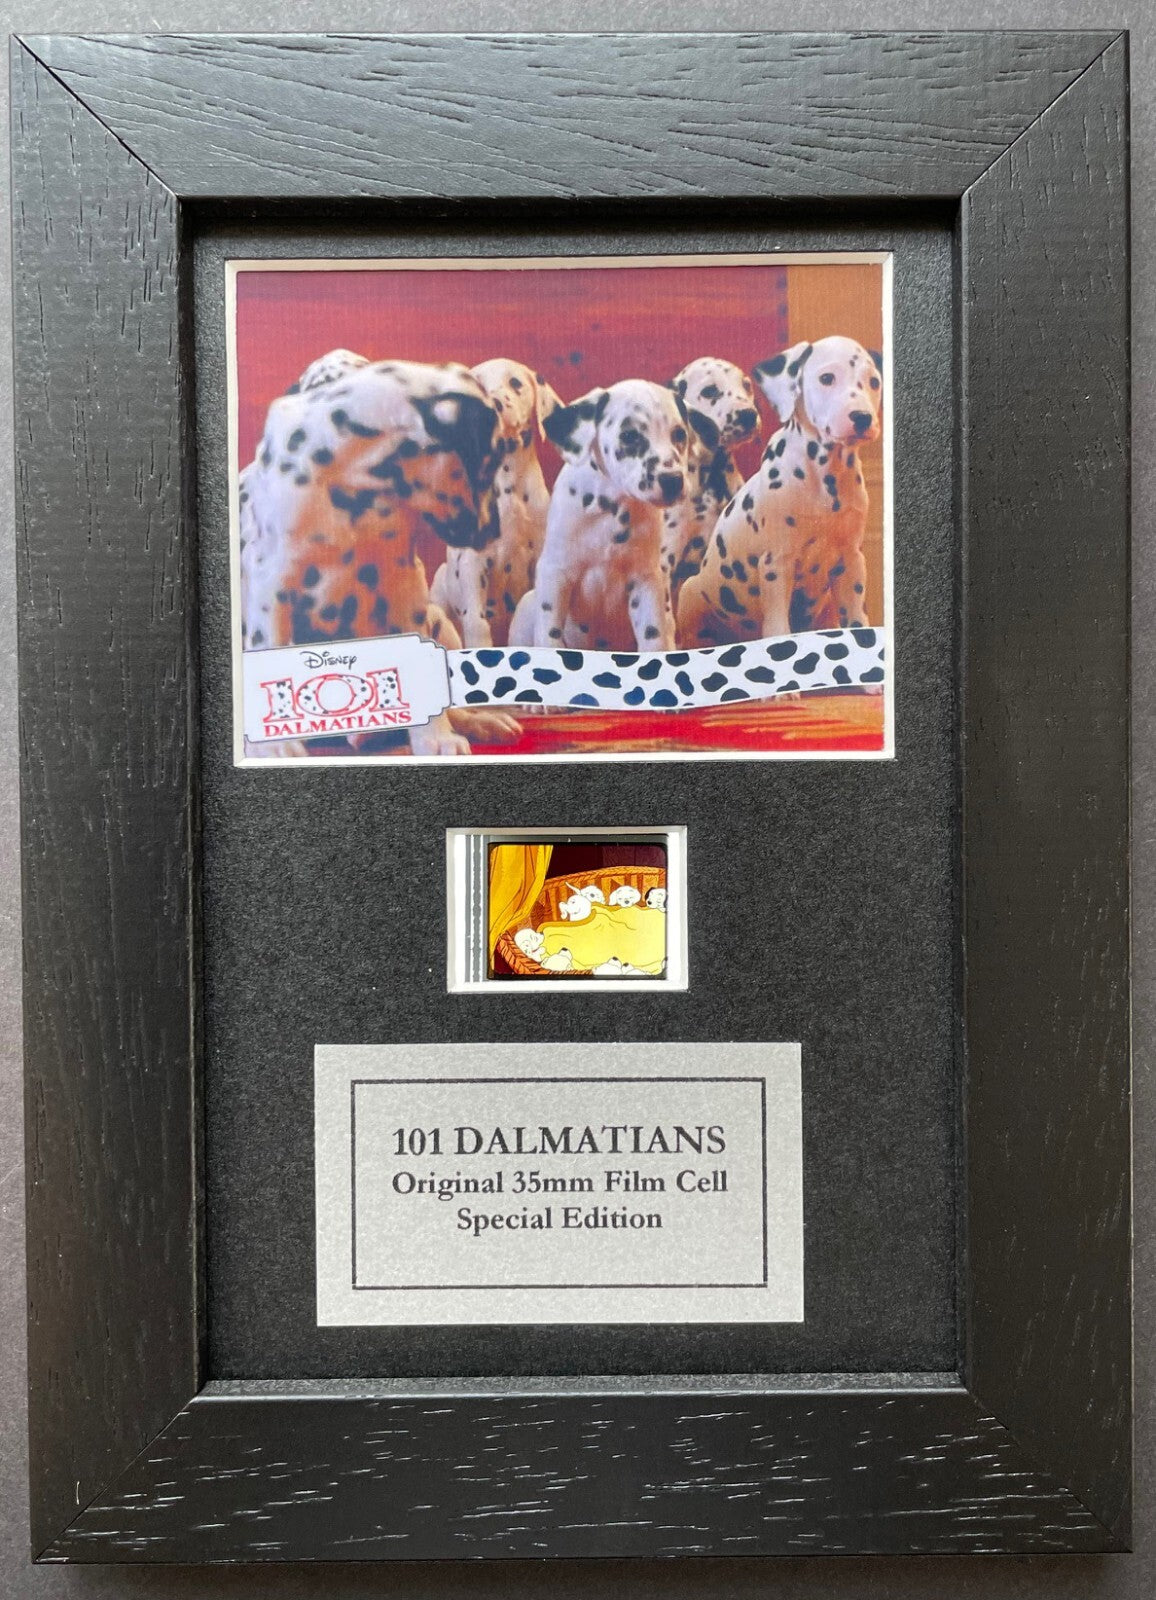 Disney
101
DALMATIANS
101 DALMATIANS
Original 35mm Film Cell
Special Edition